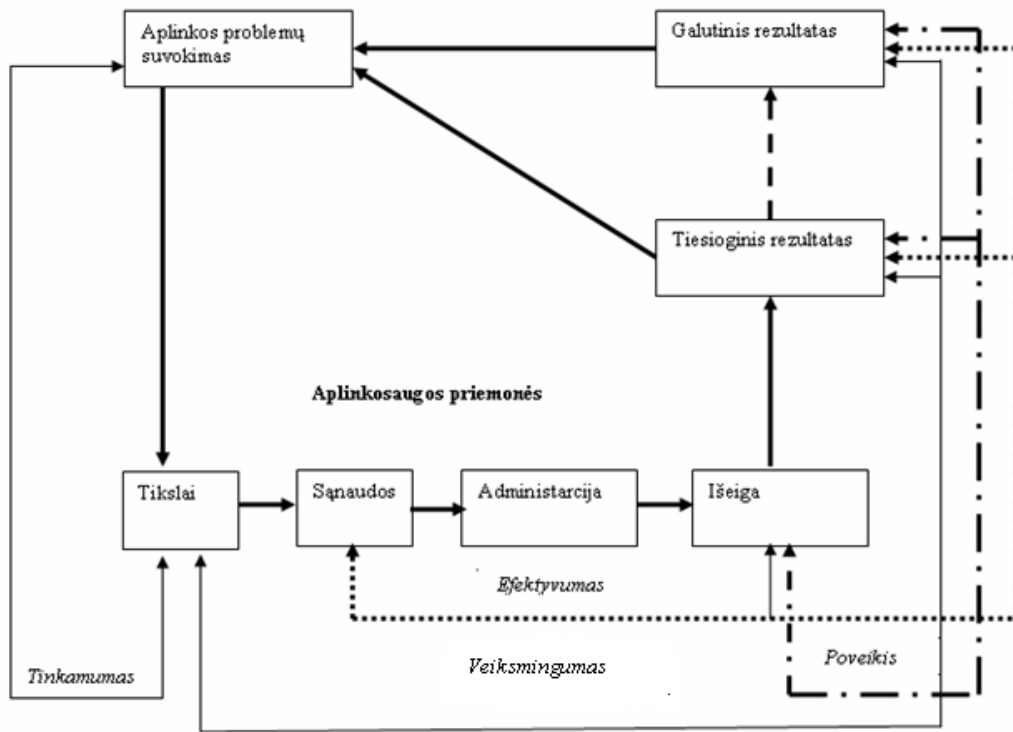 Aplinkos problemų
suvokimas
Galutinis rezultatas
Tiesioginis rezultatas
Aplinkosaugos priemonės
Tikslai
Sąnaudos
Administarcija
Išeiga
Efektyvumas
Veiksmingumas
Poveikis
Tinkamumas